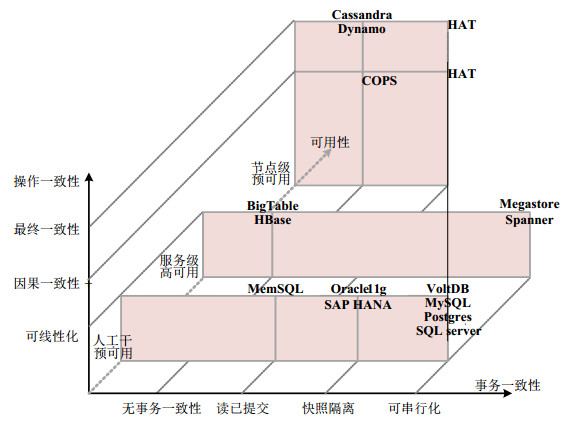 Cassandra
Dynamo
HAT
COPS
HAT
可用性
节点级
预可用
操作一致性
最终一致性
BigTable
HBase
Megastore
Spanner
服务级
高可用
因果一致性
MemSQL
Oracle11g
SAP HANA
VoltDB
MySQL
Postgres
SQL server
可线性化
人工干
预可用
事务一致性
无事务一致性
读已提交
快照隔离
可串行化